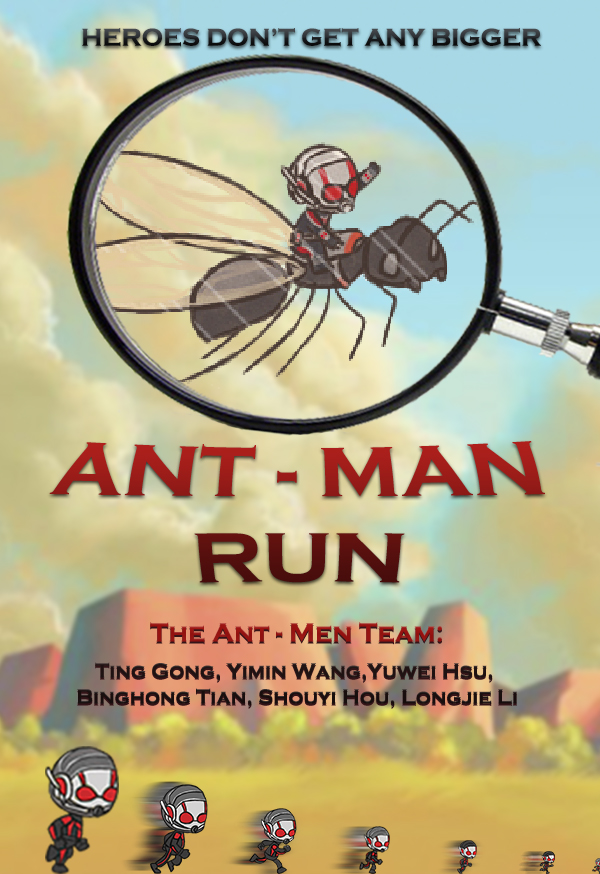 HEROES DON'T GET ANY BIGGER
ANT - MAN
RUN
THE ANT - MEN TEAM:
TING GONG, YIMIN WANG,YUWEI HSU,
BINGHONG TIAN, SHOUYI HOU, LONGJIE LI